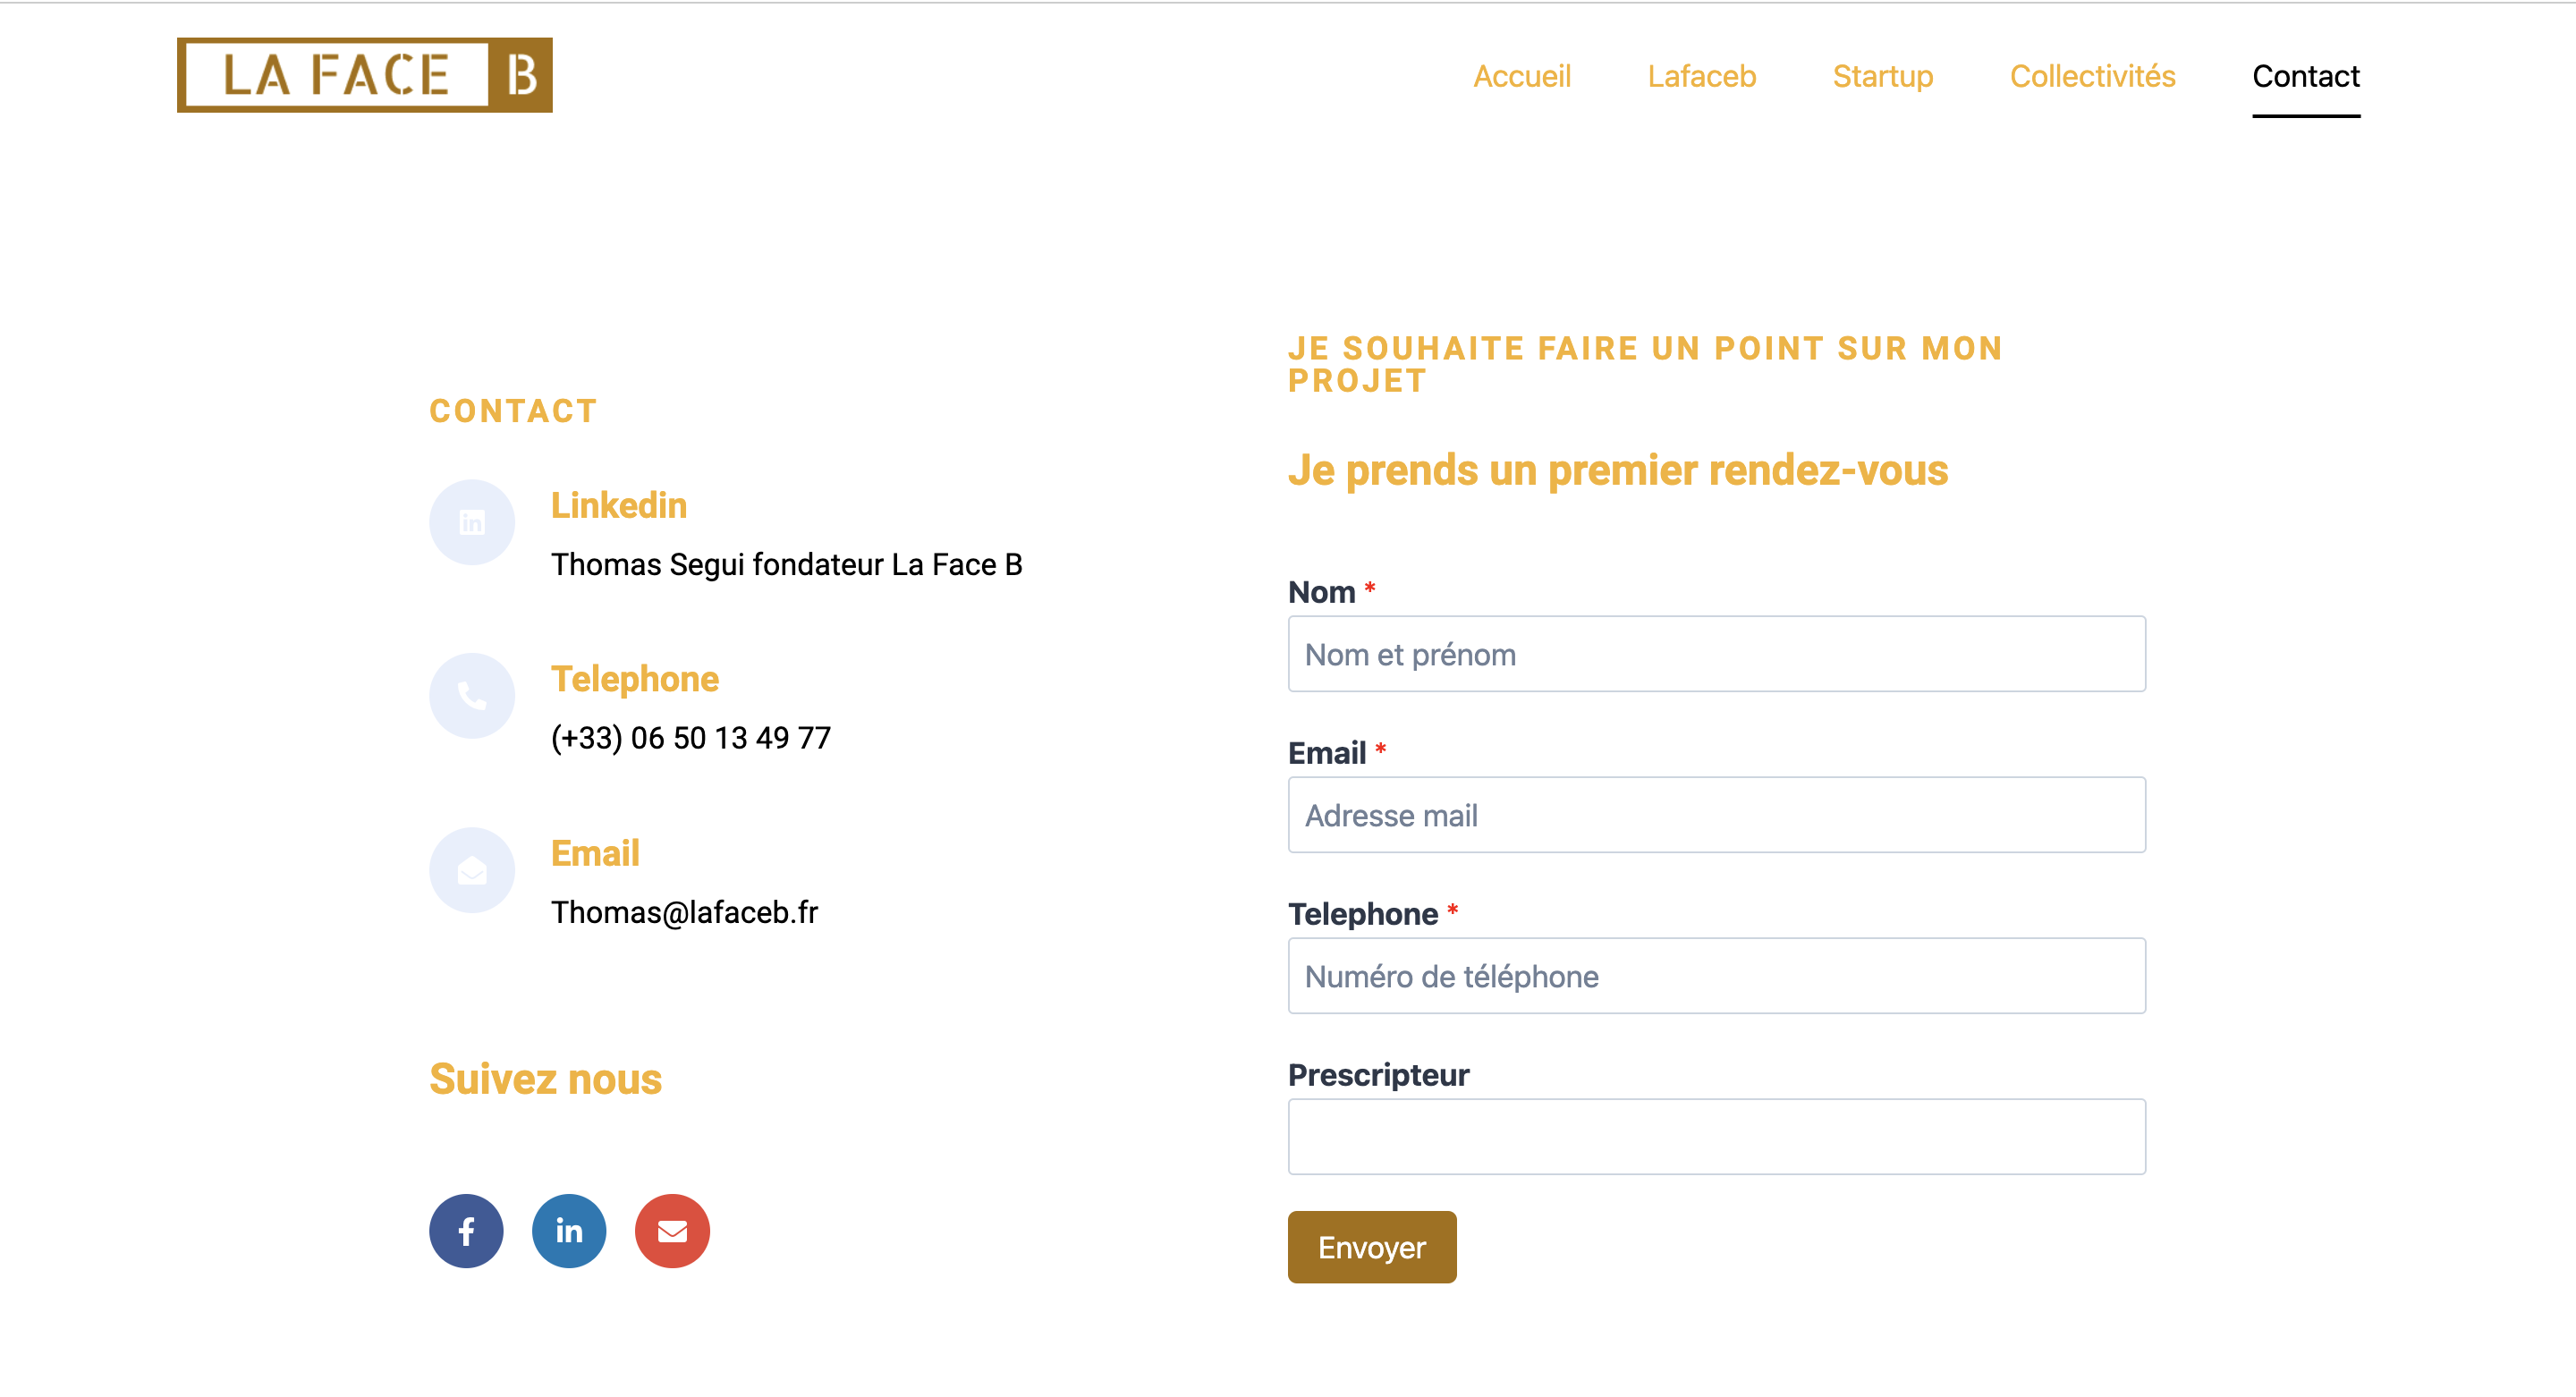 LA FACE B
Accueil Lafaceb Startup Collectivités Contact
CONTACT
Linkedin
Thomas Segui fondateur La Face B
Telephone
(+33) 06 50 13 49 77
Email
Thomas@lafaceb.fr
Suivez nous
JE SOUHAITE FAIRE UN POINT SUR MON
PROJET
Je prends un premier rendez-vous
Nom *
Nom et prénom
Email *
Adresse mail
Telephone *
Numéro de téléphone
Prescripteur
Envoyer